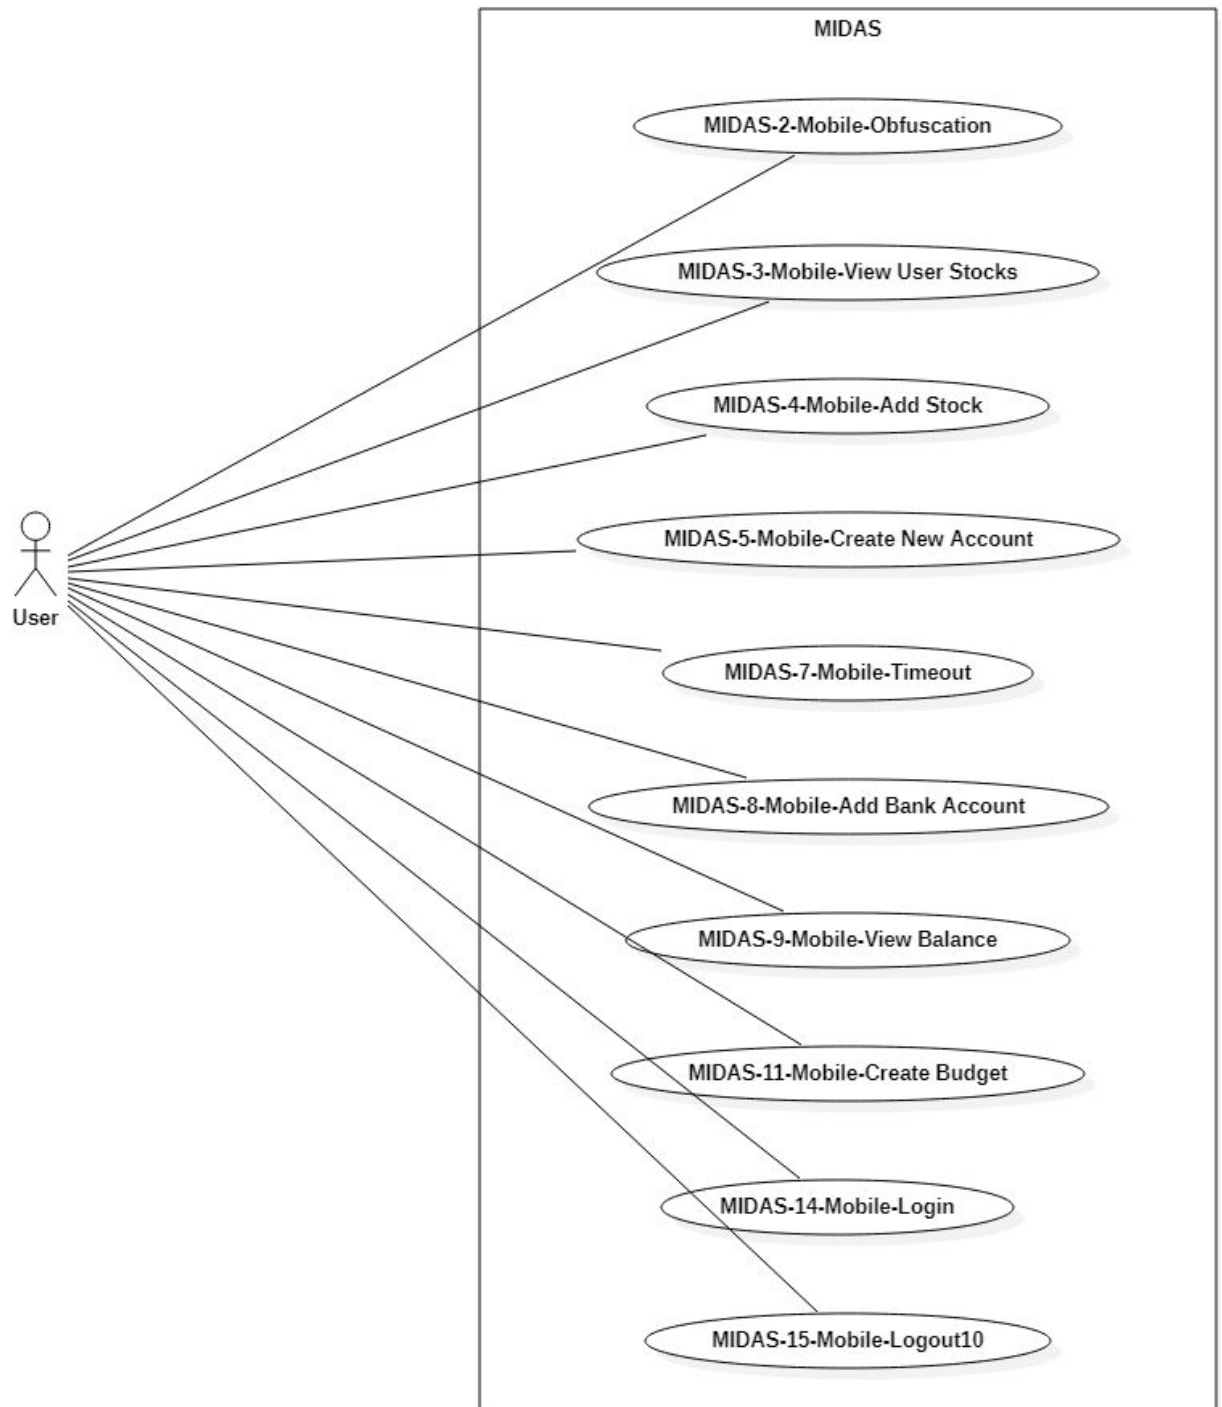 MIDAS
MIDAS-2-Mobile-Obfuscation
MIDAS-3-Mobile-View User Stocks
MIDAS-4-Mobile-Add Stock
MIDAS-5-Mobile-Create New Account
User
MIDAS-7-Mobile-Timeout
MIDAS-8-Mobile-Add Bank Account
MIDAS-9-Mobile-View Balance
MIDAS-11-Mobile-Create Budget
MIDAS-14-Mobile-Login
MIDAS-15-Mobile-Logout10